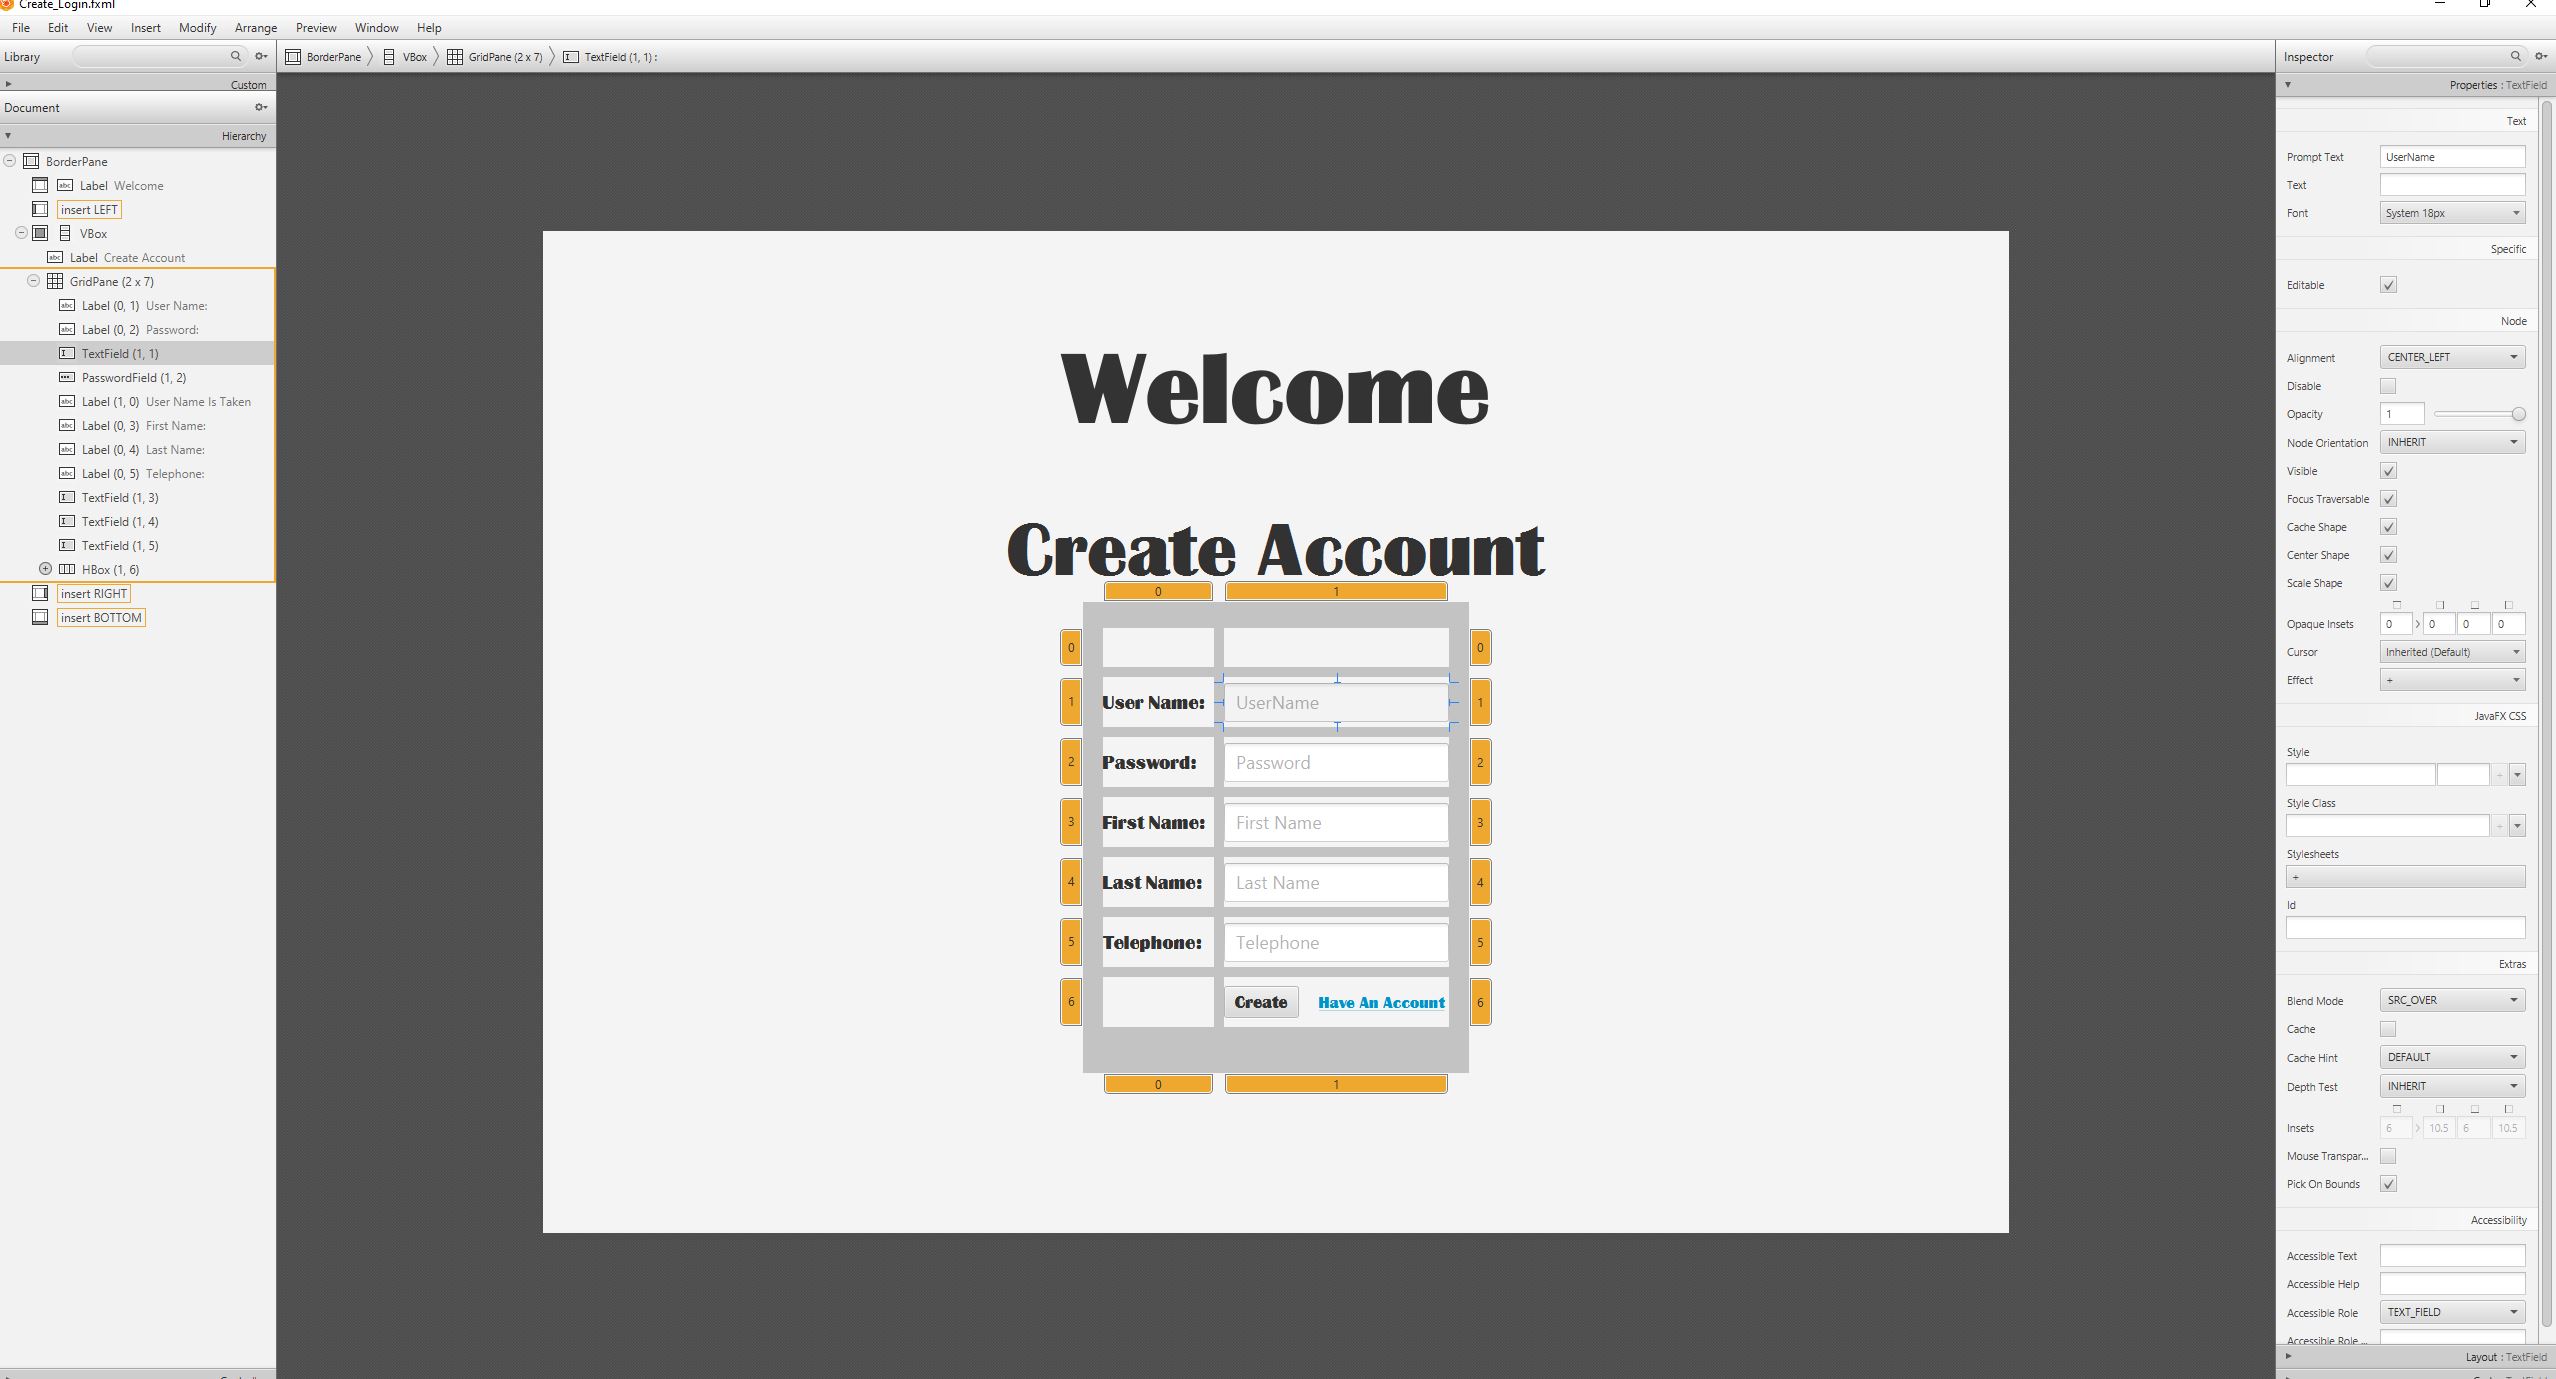 Create_Login.fxml
File Edit View Insert Modify Arrange Preview Window Help
Library
Custom
Document
Hierarchy
BorderPane
Label Welcome
insert LEFT
VBox
Label Create Account
GridPane (2 x 7)
Label (0, 1) User Name:
Label (0, 2) Password:
TextField (1, 1)
PasswordField (1, 2)
Label (1, 0) User Name Is Taken
Label (0, 3) First Name:
Label (0, 4) Last Name:
Label (0, 5) Telephone:
TextField (1, 3)
TextField (1, 4)
TextField (1, 5)
HBox (1, 6)
insert RIGHT
insert BOTTOM
BorderPane VBox GridPane (2 x 7) TextField (1, 1) :
Welcome
Create Account
0 1
0 0
1 User Name: UserName 1
2 Password: Password 2
3 First Name: First Name 3
4 Last Name: Last Name 4
5 Telephone: Telephone 5
6 Create Have An Account 6
0 1
Inspector
Properties : TextField
Text
Prompt Text UserName
Text
Font System 18px
Specific
Editable
Node
Alignment CENTER_LEFT
Disable
Opacity 1
Node Orientation INHERIT
Visible
Focus Traversable
Cache Shape
Center Shape
Scale Shape
Opaque Insets 0 0 0 0
Cursor Inherited (Default)
Effect +
JavaFX CSS
Style
+
Style Class
+
Stylesheets
+
Id
Extras
Blend Mode SRC_OVER
Cache
Cache Hint DEFAULT
Depth Test INHERIT
Insets 6 10.5 6 10.5
Mouse Transpar...
Pick On Bounds
Accessibility
Accessible Text
Accessible Help
Accessible Role TEXT_FIELD
Accessible Role ...
Layout : TextField